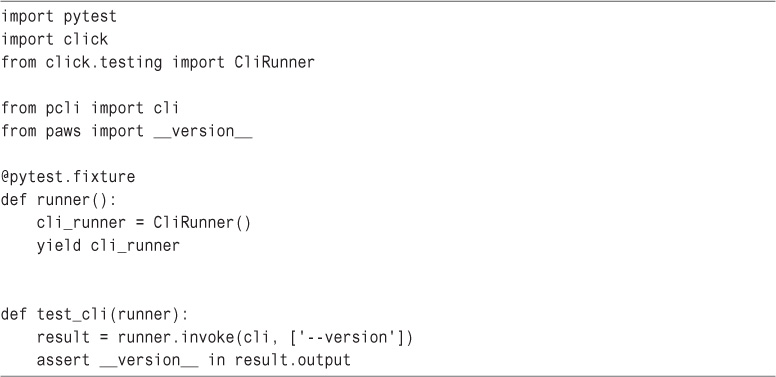 import pytest
import click
from click.testing import CliRunner

from pcli import cli
from paws import __version__

@pytest.fixture
def runner():
    cli_runner = CliRunner()
    yield cli_runner


def test_cli(runner):
    result = runner.invoke(cli, ['--version'])
    assert __version__ in result.output